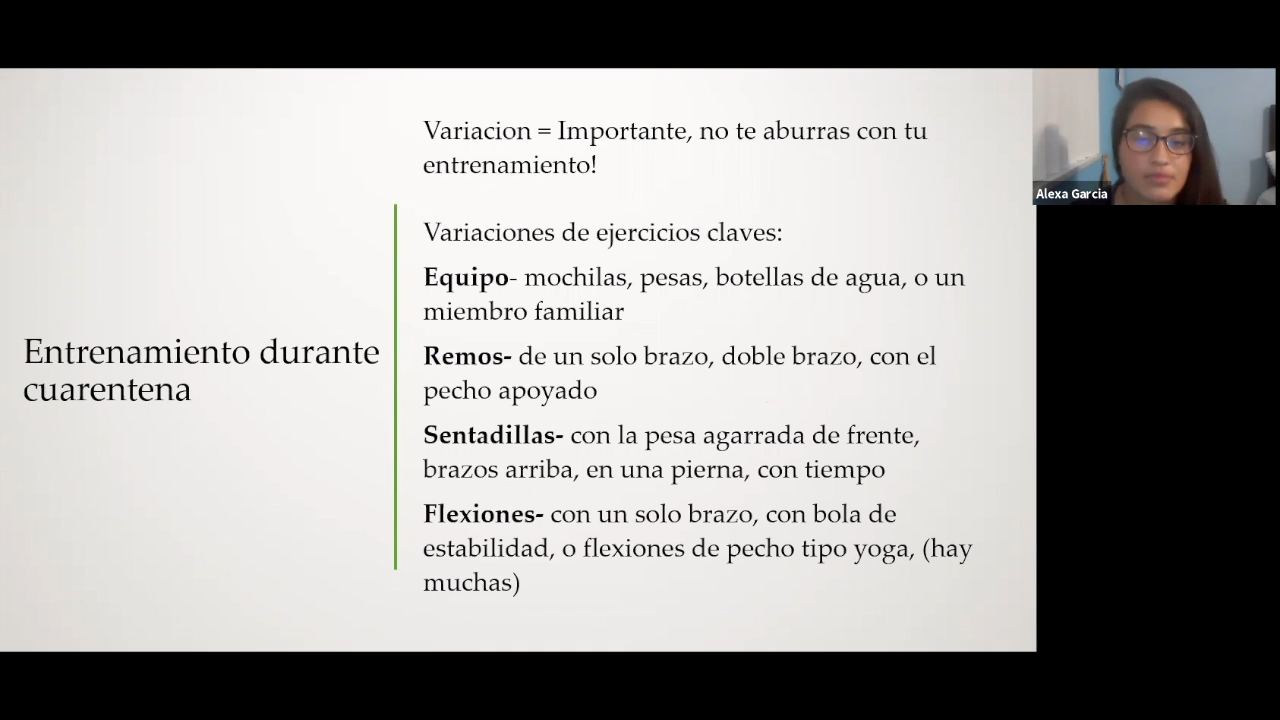 Entrenamiento durante
cuarentena
Variacion = Importante, no te aburras con tu
entrenamiento!
Variaciones de ejercicios claves:
Equipo- mochilas, pesas, botellas de agua, o un
miembro familiar
Remos- de un solo brazo, doble brazo, con el
pecho apoyado
Sentadillas- con la pesa agarrada de frente,
brazos arriba, en una pierna, con tiempo
Flexiones- con un solo brazo, con bola de
estabilidad, o flexiones de pecho tipo yoga, (hay
muchas)
Alexa Garcia